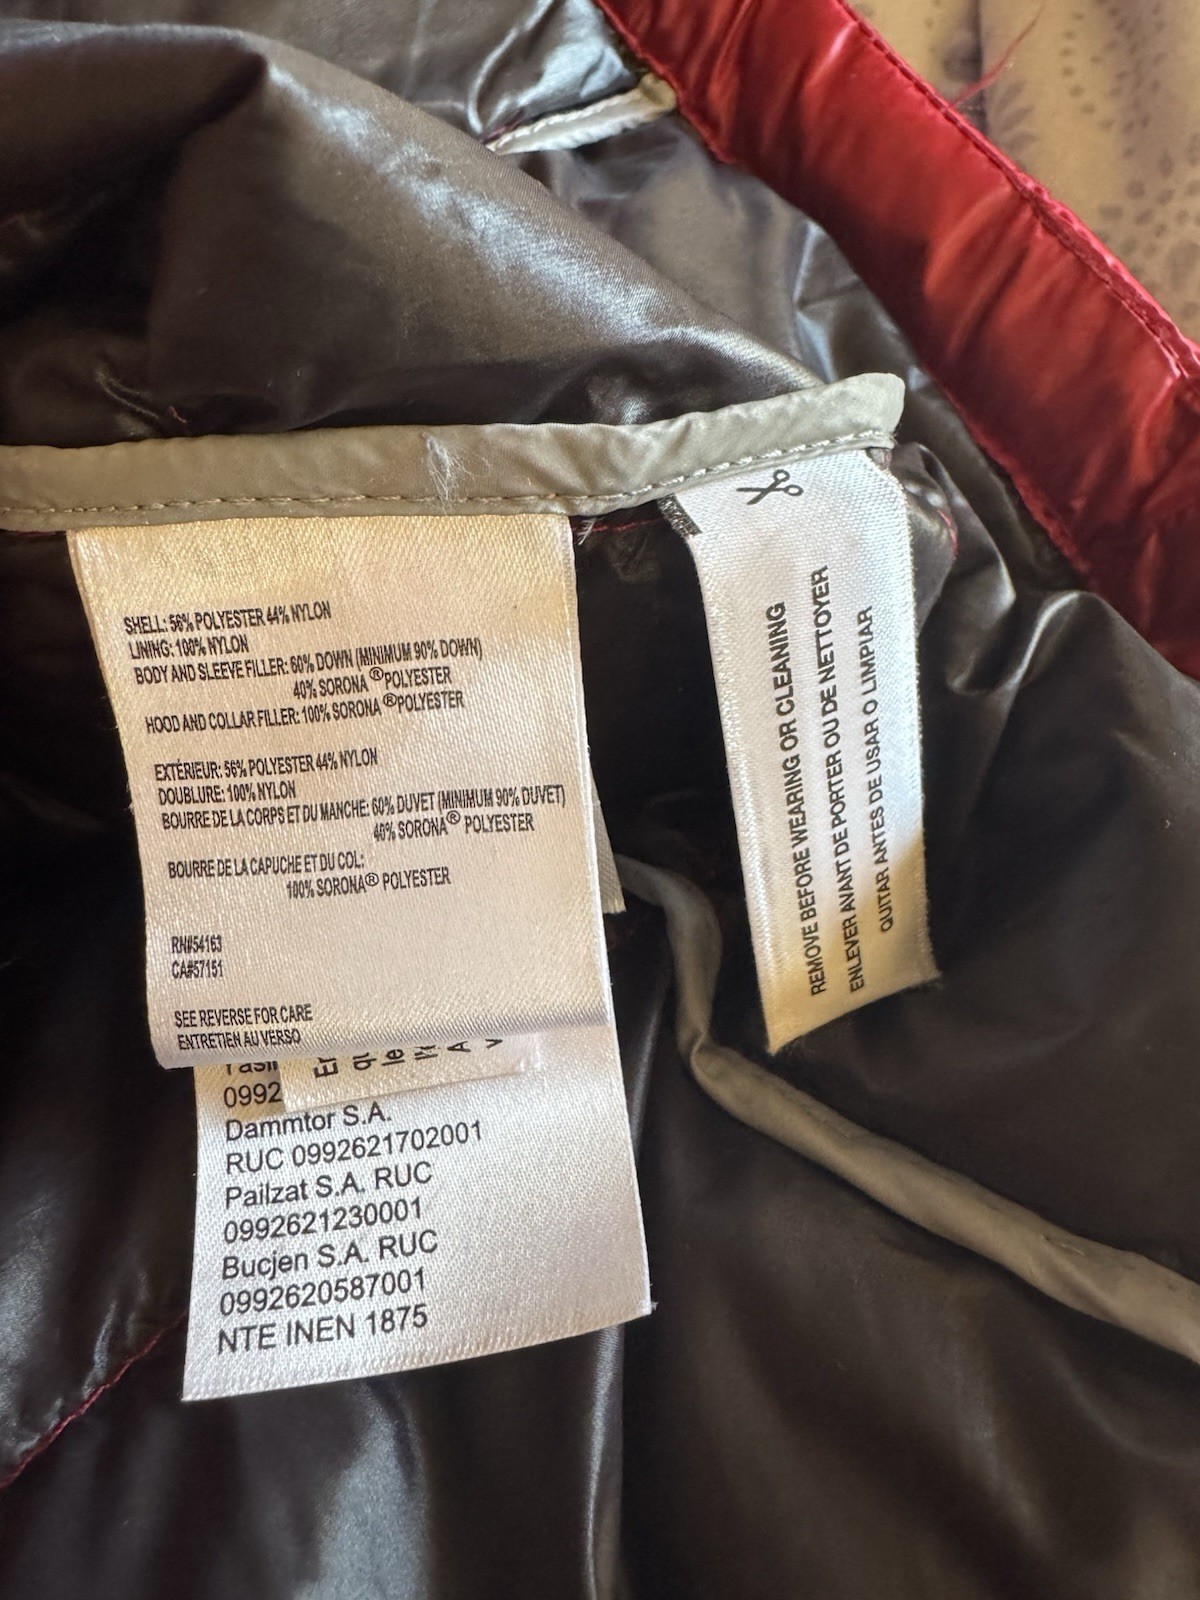 SHELL: 56% POLYESTER 44% NYLON
LINING: 100% NYLON
BODY AND SLEEVE FILLER: 60% DOWN (MINIMUM 90% DOWN)
40% SORONA ®POLYESTER
HOOD AND COLLAR FILLER: 100% SORONA ®POLYESTER
EXTÉRIEUR: 56% POLYESTER 44% NYLON
DOUBLURE: 100% NYLON
BOURRE DE LA CORPS ET DU MANCHE: 60% DUVET (MINIMUM 90% DUVET)
40% SORONA® POLYESTER
BOURRE DE LA CAPUCHE ET DU COL:
100% SORONA® POLYESTER
RN#54163
CA#57151
SEE REVERSE FOR CARE
ENTRETIEN AU VERSO
0992
Dammtor S.A.
RUC 0992621702001
Pailzat S.A. RUC
0992621230001
Bucjen S.A. RUC
0992620587001
NTE INEN 1875
REMOVE BEFORE WEARING OR CLEANING
ENLEVER AVANT DE PORTER OU DE NETTOYER
QUITAR ANTES DE USAR O LIMPIAR